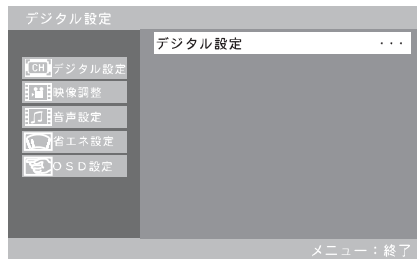 デジタル設定
デジタル設定 ···
CH デジタル設定
映像調整
音声設定
省エネ設定
OSD設定
メニュー：終了